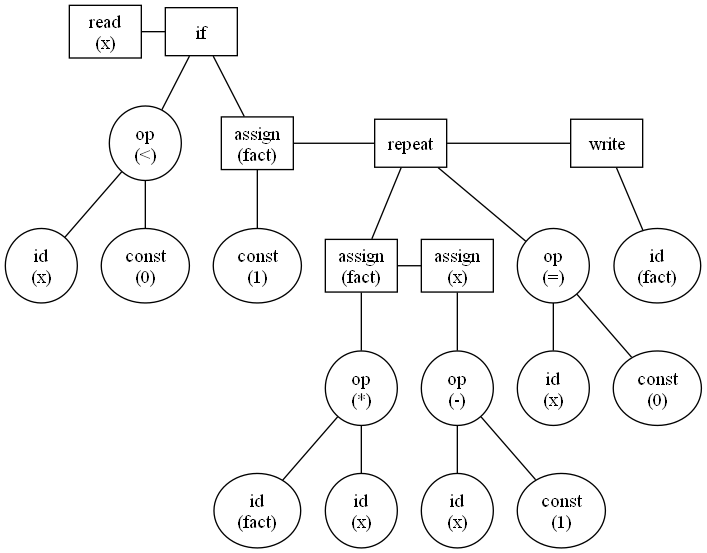 read
(x)
if
op
(<)
assign
(fact)
repeat
write
id
(x)
const
(0)
const
(1)
assign
(fact)
assign
(x)
op
(=)
id
(fact)
op
(*)
op
(-)
id
(x)
const
(0)
id
(fact)
id
(x)
id
(x)
const
(1)